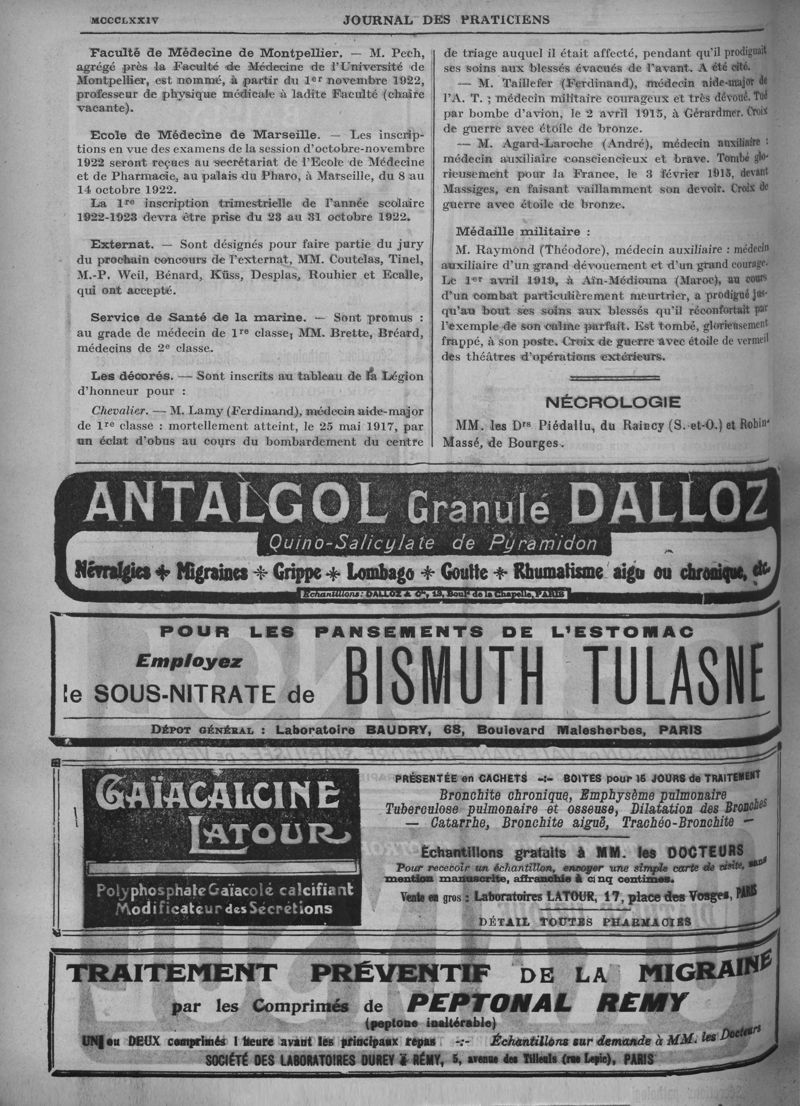 MCCCLXXIV
JOURNAL DES PRATICIENS
Faculté de Médecine de Montpellier. — M. Pech,
agrégé près la Faculté de Médecine de l'Université de
Montpellier, est nommé, à partir du 1er novembre 1922,
professeur de physique médicale à ladite Faculté (chaire
vacante).
Ecole de Médecine de Marseille. — Les inscrip-
tions en vue des examens de la session d'octobre-novembre
1922 seront reçues au secrétariat de l'Ecole de Médecine
et de Pharmacie, au palais du Pharo, à Marseille, du 8 au
14 octobre 1922.
La 1re inscription trimestrielle de l'année scolaire
1922-1923 devra être prise du 23 au 31 octobre 1922.
Externat. — Sont désignés pour faire partie du jury
du prochain concours de l'externat, MM. Coutelas, Tinel,
M.-P. Weil, Bénard, Küss, Desplas, Rouhier et Ecalle,
qui ont accepté.
Service de Santé de la marine. — Sont promus :
au grade de médecin de 1re classe, MM. Brette, Bréard,
médecins de 2e classe.
Les décorés. — Sont inscrits au tableau de la Légion
d'honneur pour :
Chevalier. — M. Lamy (Ferdinand), médecin aide-major
de 1re classe : mortellement atteint, le 25 mai 1917, par
un éclat d'obus au cours du bombardement du centre
de triage auquel il était affecté, pendant qu'il prodiguait
ses soins aux blessés évacués de l'avant. A été cité.
— M. Taillefer (Ferdinand), médecin aide-major de
l'A. T. ; médecin militaire courageux et très dévoué. Tué
par bombe d'avion, le 2 avril 1915, à Gérardmer. Croix
de guerre avec étoile de bronze.
— M. Agard-Laroche (André), médecin auxiliaire :
médecin auxiliaire consciencieux et brave. Tombé glo-
rieusement pour la France, le 3 février 1915, devant
Massiges, en faisant vaillamment son devoir. Croix de
guerre avec étoile de bronze.
Médaille militaire :
M. Raymond (Théodore), médecin auxiliaire : médecin
auxiliaire d'un grand dévouement et d'un grand courage.
Le 1er avril 1919, à Aïn-Médiouna (Maroc), au cours
d'un combat particulièrement meurtrier, a prodigué jus-
qu'au bout ses soins aux blessés qu'il réconfortait par
l'exemple de son calme parfait. Est tombé, glorieusement
frappé, à son poste. Croix de guerre avec étoile de vermeil
des théâtres d'opérations extérieurs.
NÉCROLOGIE
MM. les Drs Piédallu, du Raincy (S.-et-O.) et Robin-
Massé, de Bourges.
ANTALGOL Granulé DALLOZ
Quino-Salicylate de Pyramidon
Névralgies + Migraines + Grippe + Lombago + Goutte + Rhumatisme aigu ou chronique, etc.
Échantillons : DALLOZ & Cie, 13, Boulᵈ de la Chapelle, PARIS
POUR LES PANSEMENTS DE L'ESTOMAC
Employez
le SOUS-NITRATE de BISMUTH TULASNE
DÉPOT GÉNÉRAL : Laboratoire BAUDRY, 68, Boulevard Malesherbes, PARIS
GAÏACALCINE
LATOUR
Polyphosphate Gaïacolé calcifiant
Modificateur des Sécrétions
PRÉSENTÉE en CACHETS -:- BOITES pour 16 JOURS de TRAITEMENT
Bronchite chronique, Emphysême pulmonaire
Tuberculose pulmonaire et osseuse, Dilatation des Bronches
— Catarrhe, Bronchite aiguë, Trachéo-Bronchite —
Échantillons gratuits à MM. les DOCTEURS
Pour recevoir un échantillon, envoyer une simple carte de visite, sans
mention manuscrite, affranchie à cinq centimes.
Vente en gros : Laboratoires LATOUR, 17, place des Vosges, PARIS
DÉTAIL TOUTES PHARMACIES
TRAITEMENT PRÉVENTIF DE LA MIGRAINE
par les Comprimés de PEPTONAL REMY
(peptone inaltérable)
UN ou DEUX comprimés 1 heure avant les principaux repas -:- Échantillons sur demande à MM. les Docteurs
SOCIÉTÉ DES LABORATOIRES DUREY & RÉMY, 5, avenue des Tilleuls (rue Lepic), PARIS